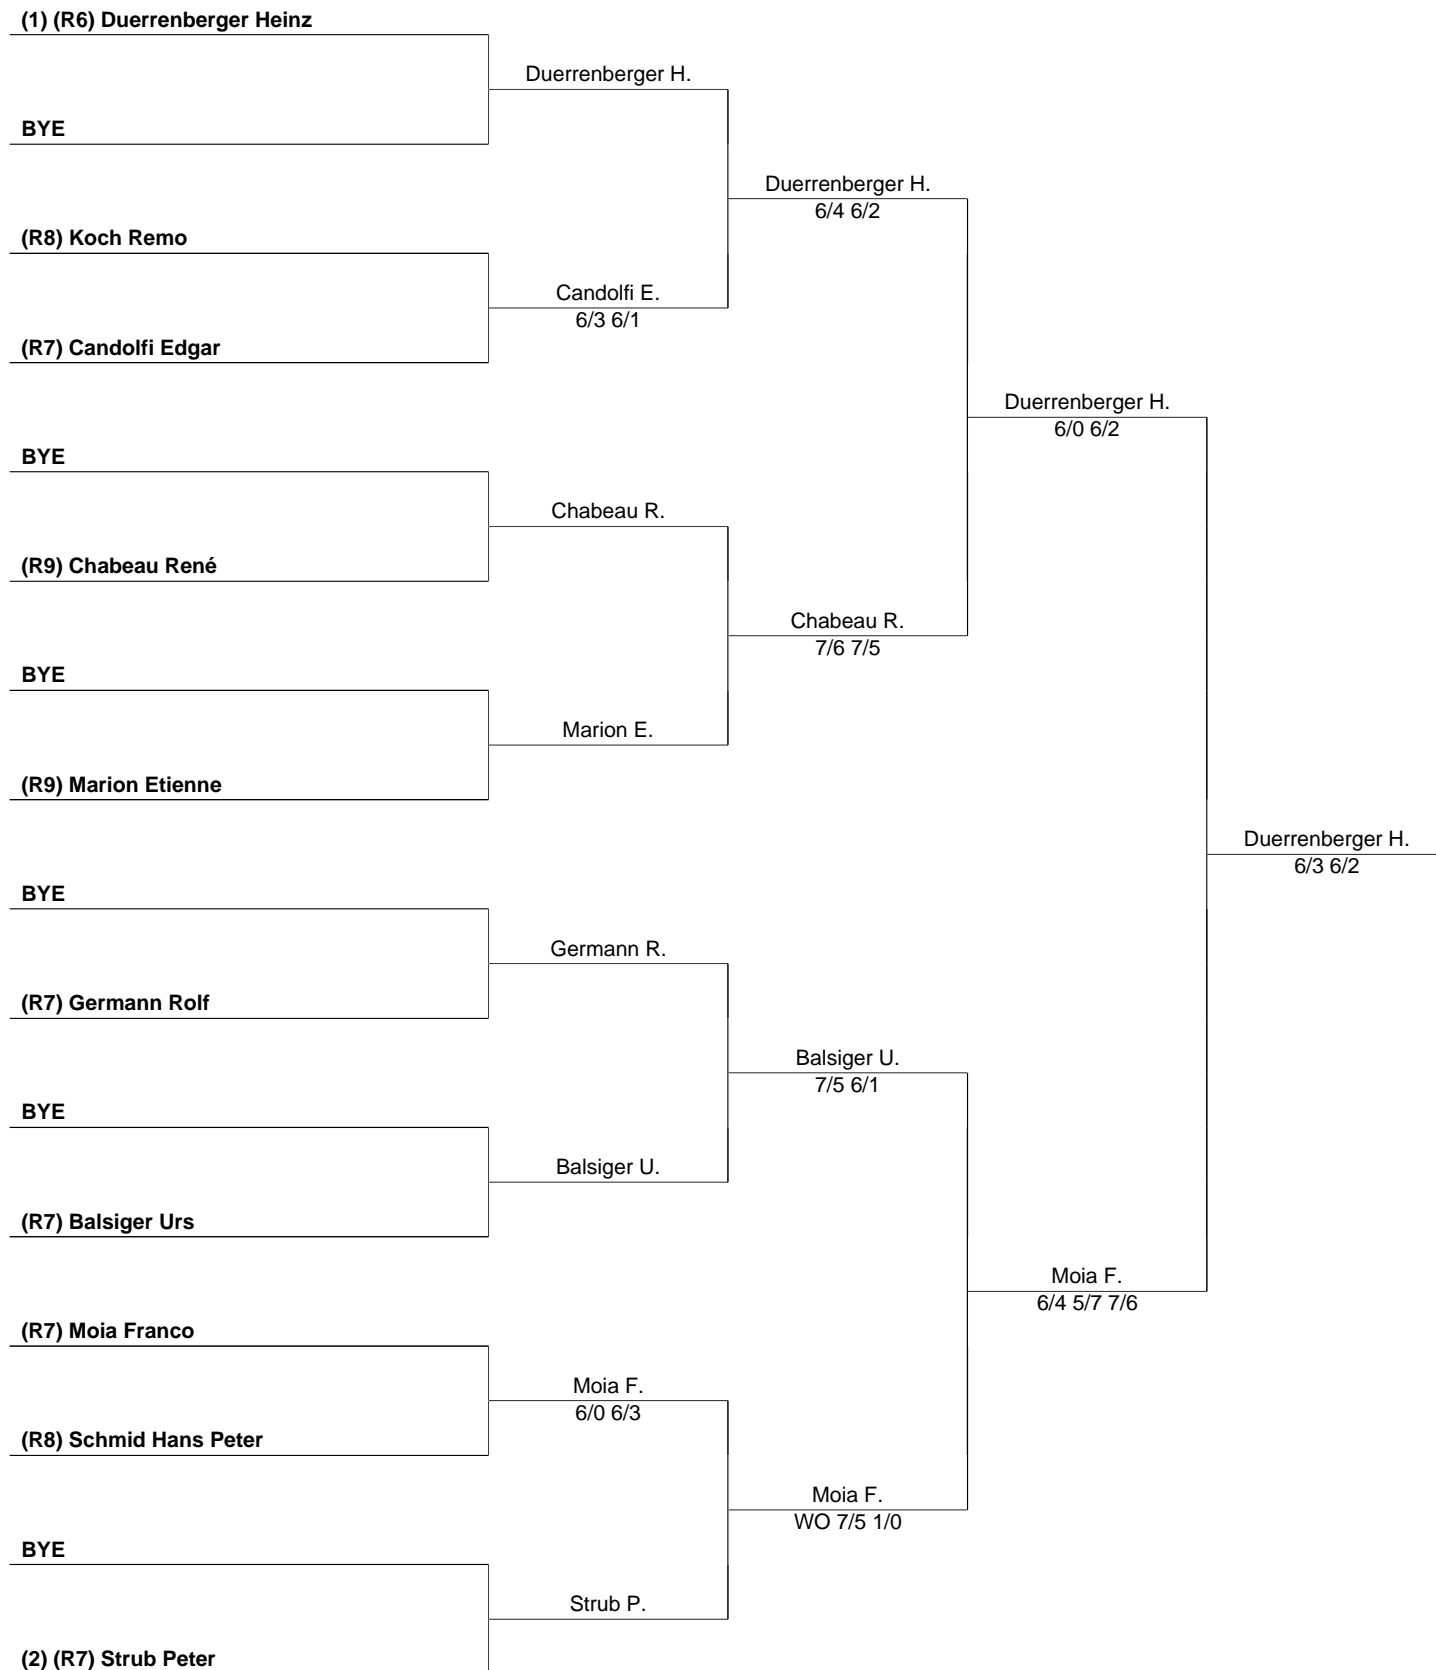 (1) (R6) Duerrenberger Heinz
Duerrenberger H.
BYE
Duerrenberger H.
6/4 6/2
(R8) Koch Remo
Candolfi E.
6/3 6/1
(R7) Candolfi Edgar
Duerrenberger H.
6/0 6/2
BYE
Chabeau R.
(R9) Chabeau René
Chabeau R.
7/6 7/5
BYE
Marion E.
(R9) Marion Etienne
Duerrenberger H.
6/3 6/2
BYE
Germann R.
(R7) Germann Rolf
Balsiger U.
7/5 6/1
BYE
Balsiger U.
(R7) Balsiger Urs
Moia F.
6/4 5/7 7/6
(R7) Moia Franco
Moia F.
6/0 6/3
(R8) Schmid Hans Peter
Moia F.
WO 7/5 1/0
BYE
Strub P.
(2) (R7) Strub Peter